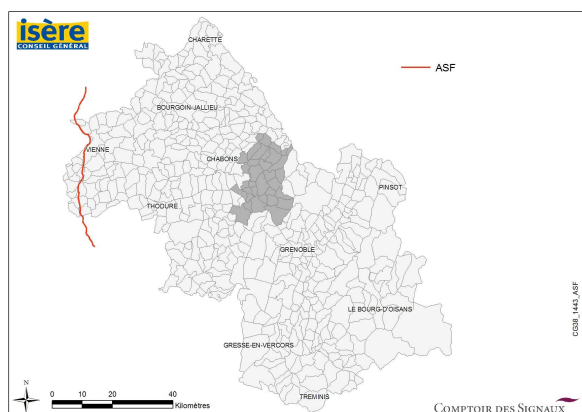 isère
CONSEIL GÉNÉRAL
CHARETTE
ASF
BOURGOIN-JALLIEU
VIENNE
CHABONS
PINSOT
THODURE
GRENOBLE
LE BOURG-D'OISANS
GRESSE-EN-VERCORS
TREMINIS
CG38_1443_ASF
N
0 10 20 40
Kilomètres
COMPTOIR DES SIGNAUX